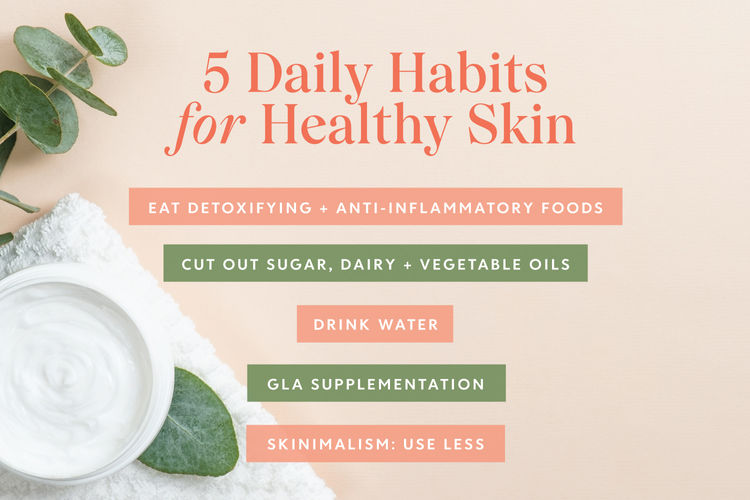 5 Daily Habits
for Healthy Skin
EAT DETOXIFYING + ANTI-INFLAMMATORY FOODS
CUT OUT SUGAR, DAIRY + VEGETABLE OILS
DRINK WATER
GLA SUPPLEMENTATION
SKINIMALISM: USE LESS